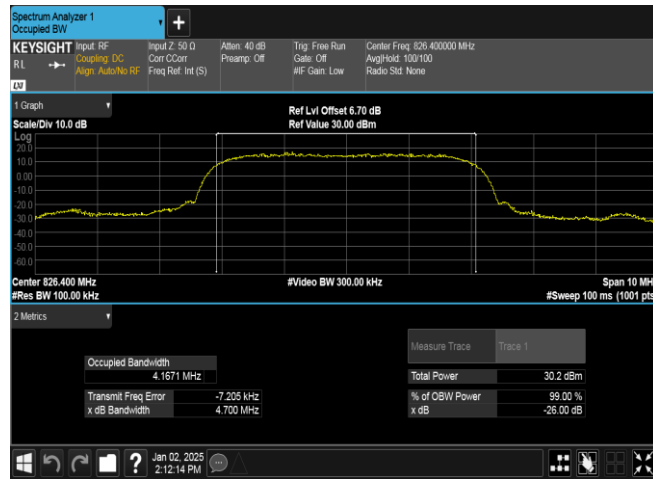 Spectrum Analyzer 1
Occupied BW
+
KEYSIGHT
RL
LXI
Input: RF
Coupling: DC
Align: Auto/No RF
Input Z: 50 Ω
Corr CCorr
Freq Ref: Int (S)
Atten: 40 dB
Preamp: Off
Trig: Free Run
Gate: Off
#IF Gain: Low
Center Freq: 826.400000 MHz
Avg|Hold: 100/100
Radio Std: None
1 Graph
Scale/Div 10.0 dB
Ref Lvl Offset 6.70 dB
Ref Value 30.00 dBm
Log
20.0
10.0
0.00
-10.0
-20.0
-30.0
-40.0
-50.0
-60.0
Center 826.400 MHz
#Video BW 300.00 kHz
Span 10 MH
#Res BW 100.00 kHz
#Sweep 100 ms (1001 pts
2 Metrics
Measure Trace Trace 1
Occupied Bandwidth
4.1671 MHz
Total Power 30.2 dBm
Transmit Freq Error -7.205 kHz
% of OBW Power 99.00 %
x dB Bandwidth 4.700 MHz
x dB -26.00 dB
?
Jan 02, 2025
2:12:14 PM